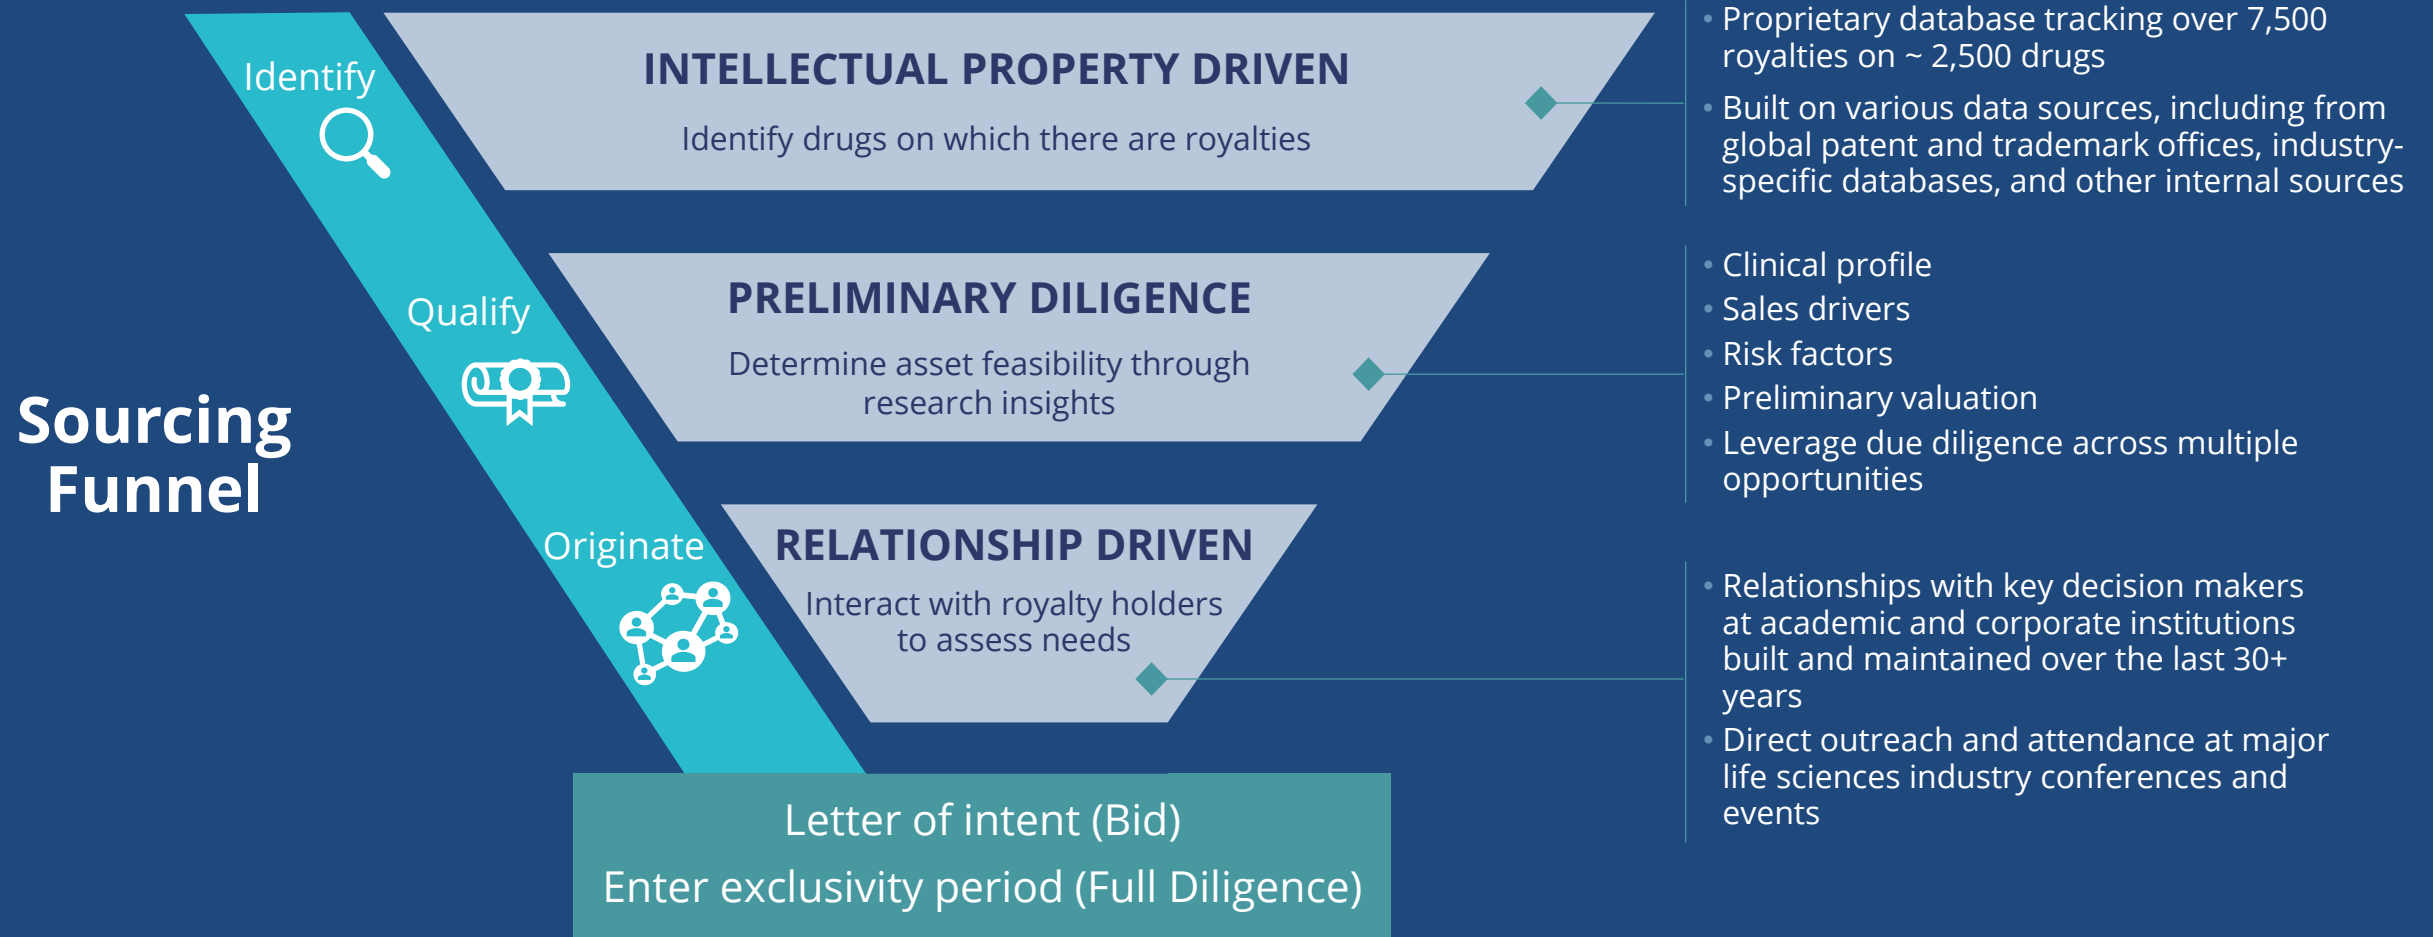 Sourcing
Funnel
Identify
INTELLECTUAL PROPERTY DRIVEN
Identify drugs on which there are royalties
• Proprietary database tracking over 7,500
royalties on ~ 2,500 drugs
• Built on various data sources, including from
global patent and trademark offices, industry-
specific databases, and other internal sources
Qualify
PRELIMINARY DILIGENCE
Determine asset feasibility through
research insights
• Clinical profile
• Sales drivers
• Risk factors
• Preliminary valuation
• Leverage due diligence across multiple
opportunities
Originate
RELATIONSHIP DRIVEN
Interact with royalty holders
to assess needs
• Relationships with key decision makers
at academic and corporate institutions
built and maintained over the last 30+
years
• Direct outreach and attendance at major
life sciences industry conferences and
events
Letter of intent (Bid)
Enter exclusivity period (Full Diligence)